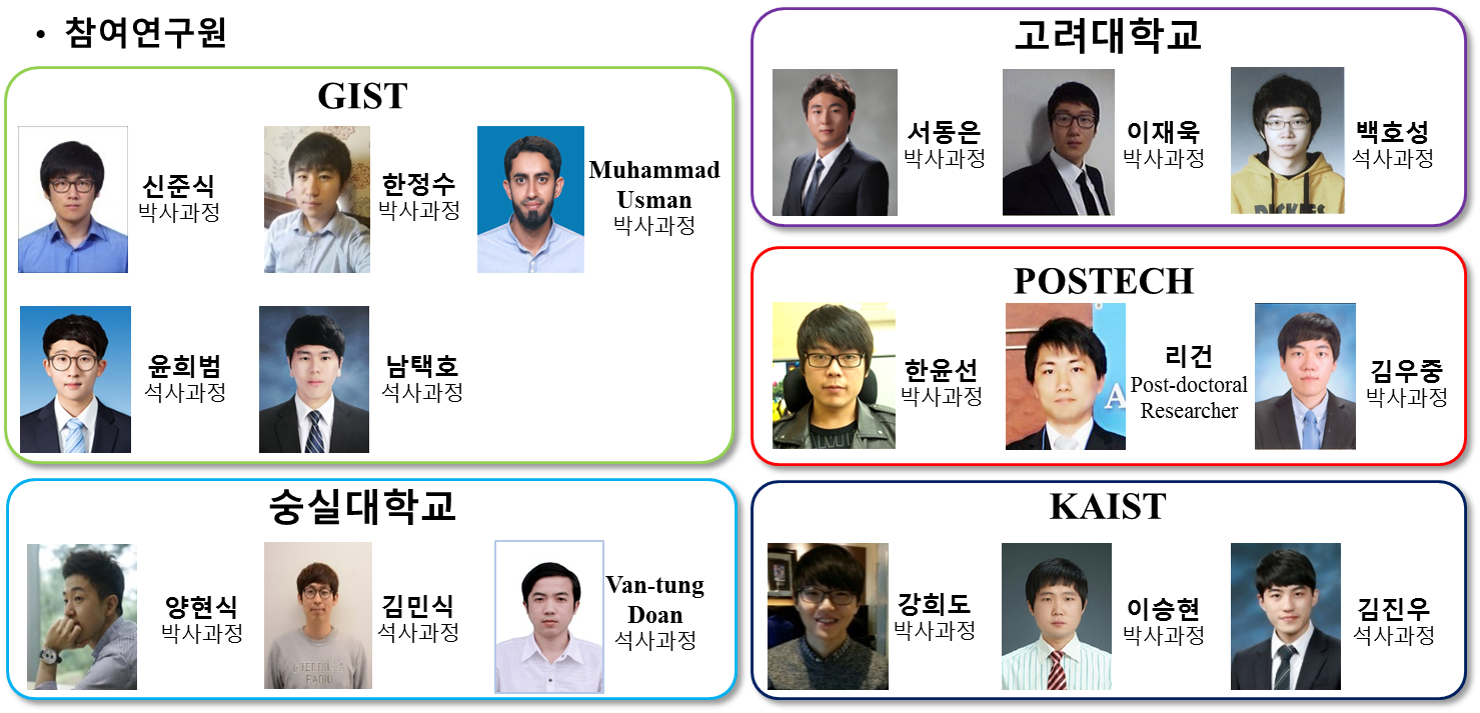 • 참여연구원
GIST
신준식
박사과정
한정수
박사과정
Muhammad
Usman
박사과정
윤희범
석사과정
남택호
석사과정
숭실대학교
양현식
박사과정
김민식
석사과정
GUERRILLA
RADIO
Van-tung
Doan
석사과정
고려대학교
서동은
박사과정
이재욱
박사과정
백호성
석사과정
DICKIES
POSTECH
한윤선
박사과정
리건
Post-doctoral
Researcher
A
김우중
박사과정
KAIST
강희도
박사과정
이승현
박사과정
김진우
석사과정